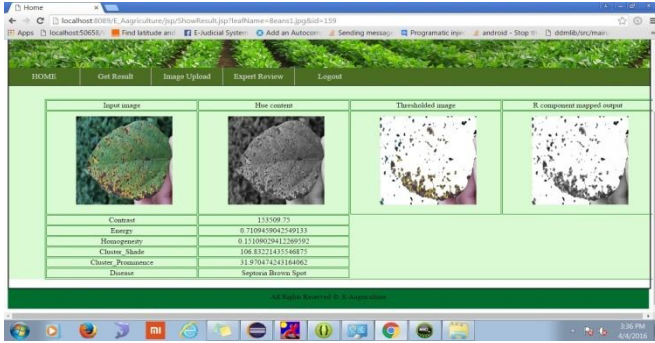 Home
localhost:8089/E_Aagriculture/jsp/ShowResult.jsp?leafName=Beans1.jpg&id=159
Apps localhost:50658/ Find latitude and E-Judicial System Add an Autocom Sending message Programatic injec android - Stop th ddmlib/src/main/
HOME Get Result Image Upload Expert Review Logout
Input image Hue content Thresholded image R component mapped output
Contrast 153509.75
Energy 0.7109459042549133
Homogeneity 0.15109029412269592
Cluster_Shade 106.83221435546875
Cluster_Prominence 31.970474243164062
Disease Septoria Brown Spot
All Rights Reserved @ E-Aagriculture
3:36 PM
4/4/2016